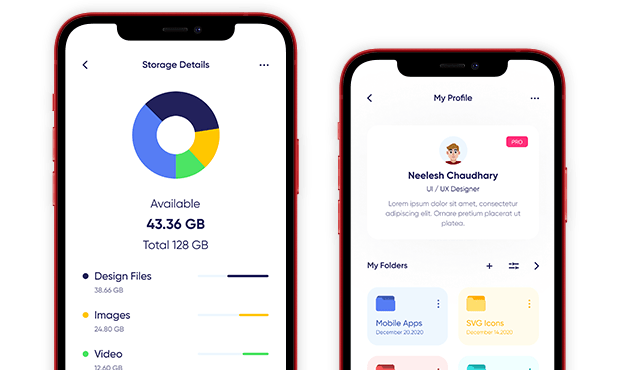 Storage Details
Available
43.36 GB
Total 128 GB
Design Files
38.66 GB
Images
24.80 GB
Video
12.60 GB
My Profile
PRO
Neelesh Chaudhary
UI / UX Designer
Lorem ipsum dolor sit amet, consectetur
adipiscing elit. Ornare pretium placerat ut
platea.
My Folders
Mobile Apps
December 20.2020
SVG Icons
December 14.2020